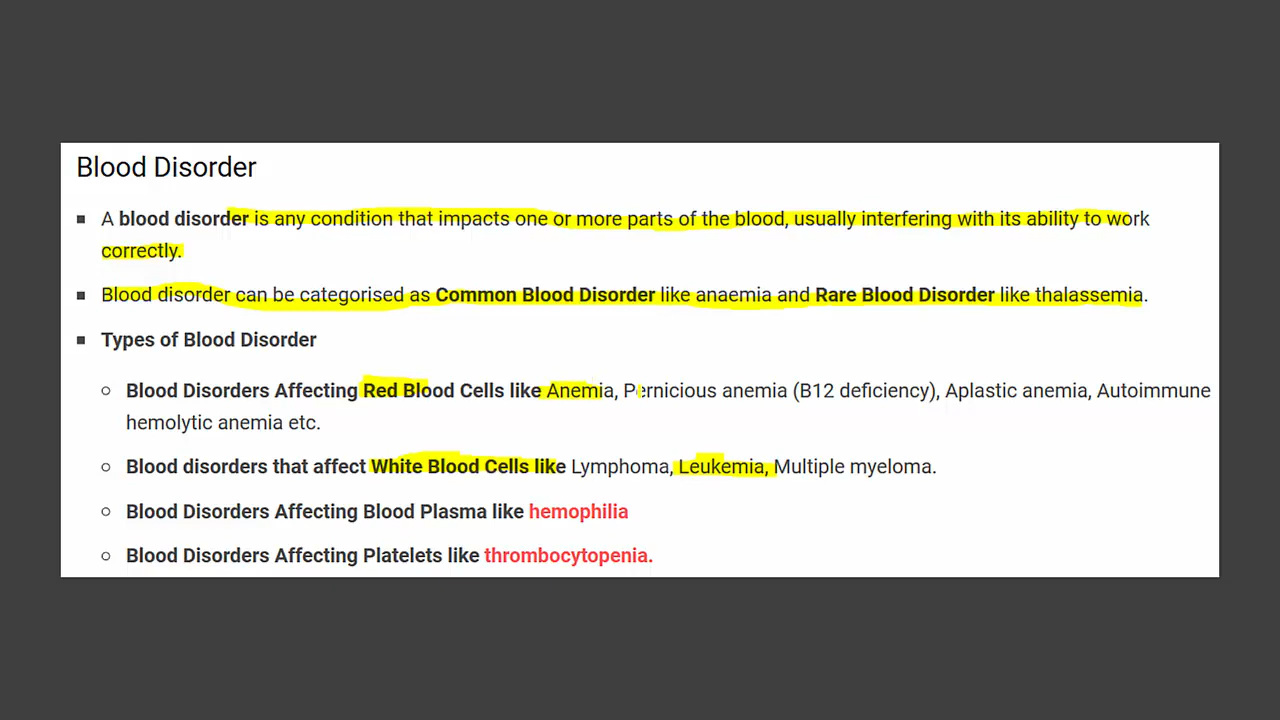 Blood Disorder
▪ A blood disorder is any condition that impacts one or more parts of the blood, usually interfering with its ability to work
correctly.
▪ Blood disorder can be categorised as Common Blood Disorder like anaemia and Rare Blood Disorder like thalassemia.
▪ Types of Blood Disorder
○ Blood Disorders Affecting Red Blood Cells like Anemia, Pernicious anemia (B12 deficiency), Aplastic anemia, Autoimmune
hemolytic anemia etc.
○ Blood disorders that affect White Blood Cells like Lymphoma, Leukemia, Multiple myeloma.
○ Blood Disorders Affecting Blood Plasma like hemophilia
○ Blood Disorders Affecting Platelets like thrombocytopenia.